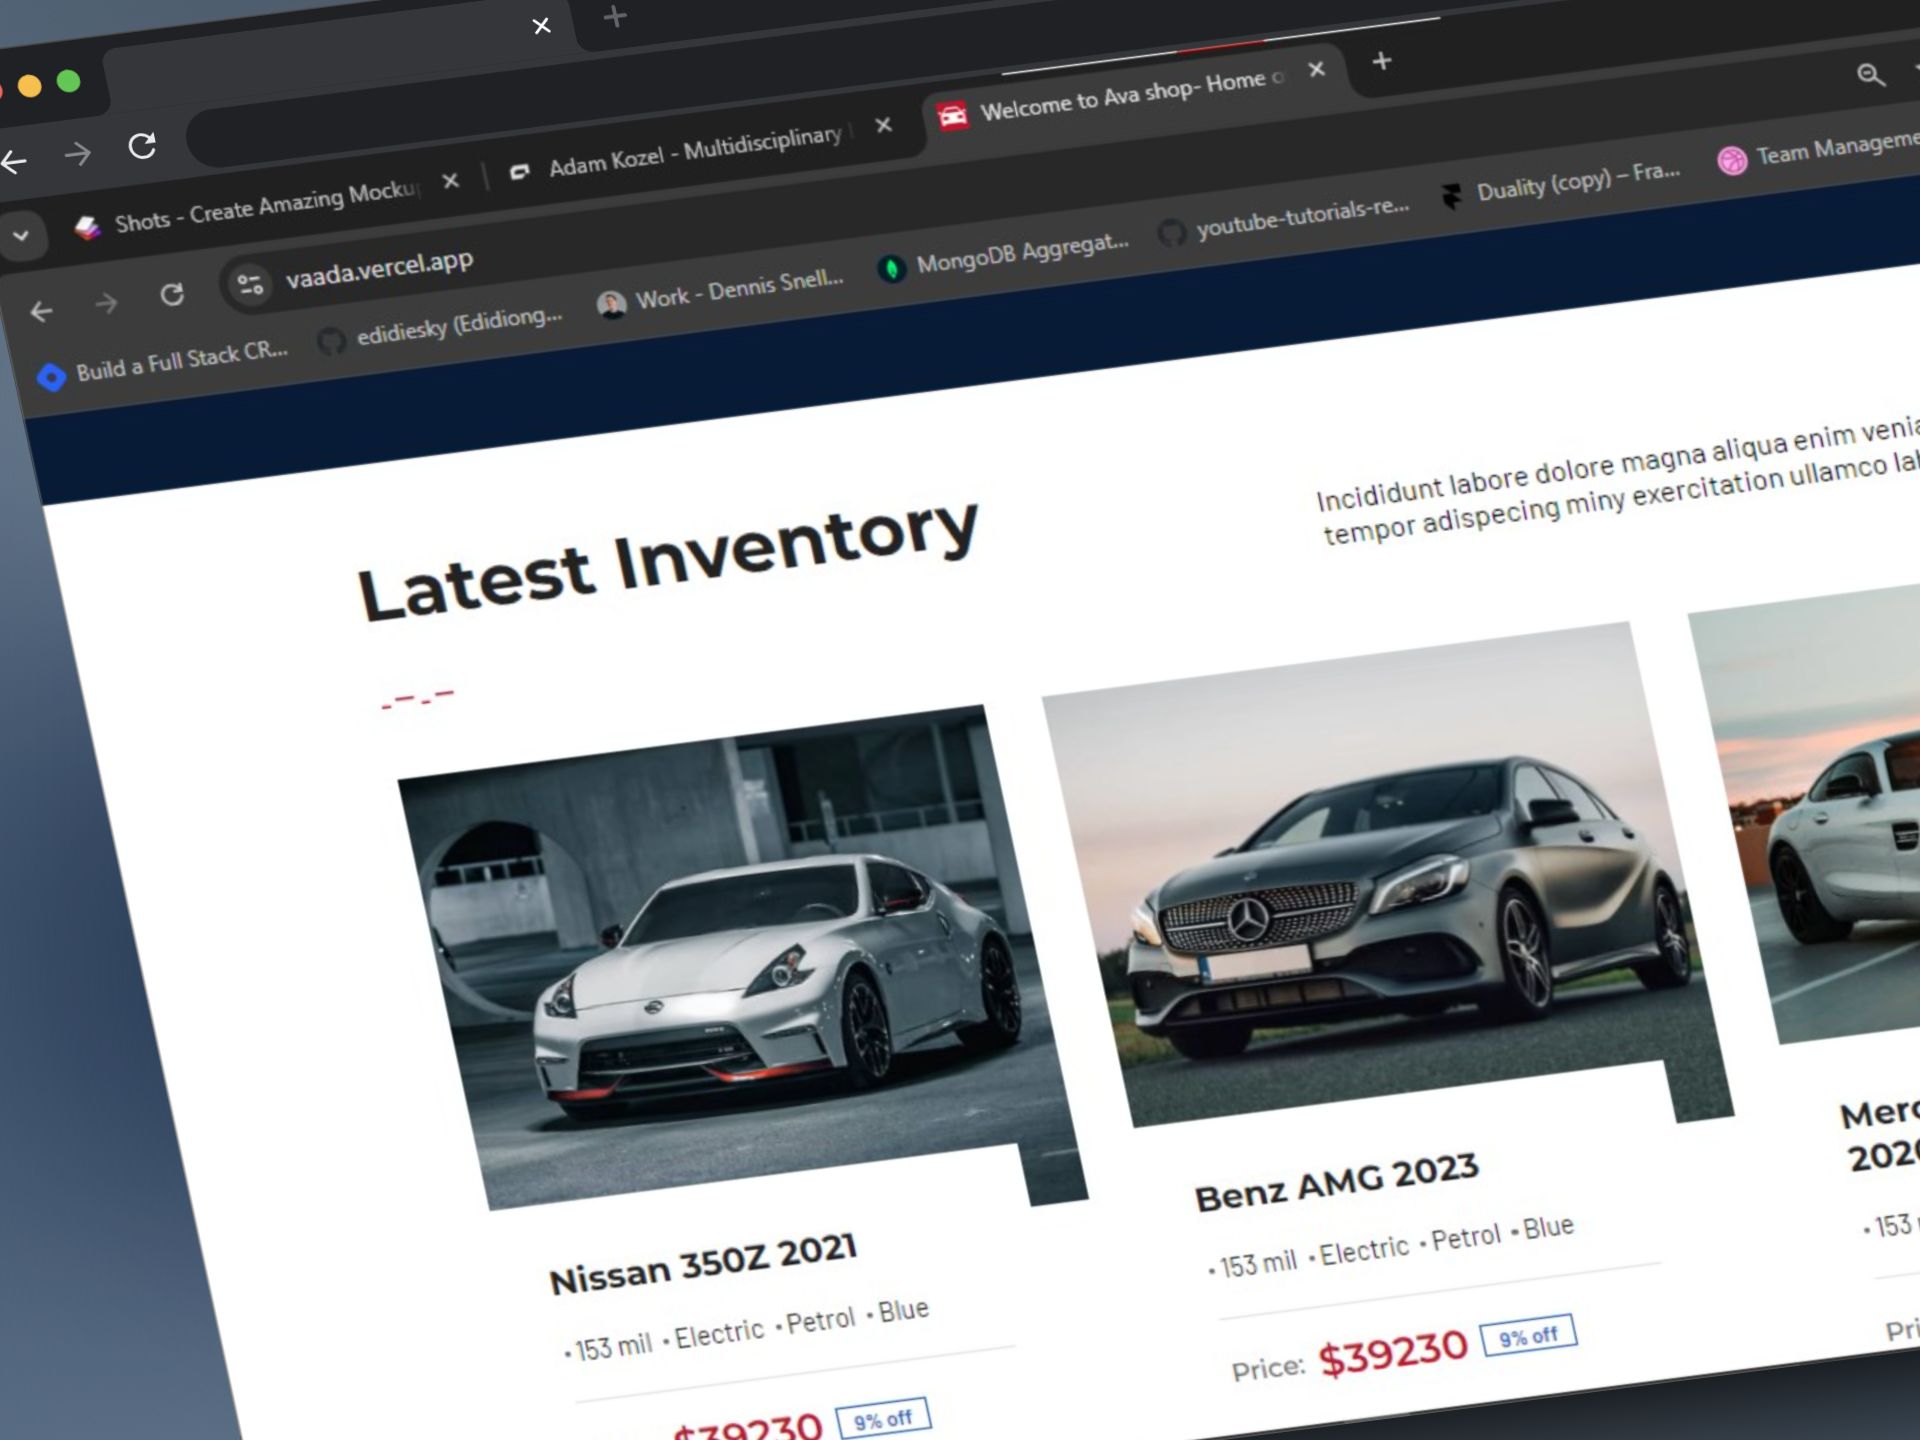 Shots - Create Amazing Mocku
Adam Kozel - Multidisciplinary
Welcome to Ava shop- Home
vaada.vercel.app
Build a Full Stack CR...
edidiesky (Edidiong...
Work - Dennis Snell...
MongoDB Aggregat...
youtube-tutorials-re...
Duality (copy) – Fra...
Team Manageme
Latest Inventory
Incididunt labore dolore magna aliqua enim venia
tempor adispecing miny exercitation ullamco lab
Nissan 350Z 2021
• 153 mil • Electric • Petrol • Blue
$39230 9% off
Benz AMG 2023
• 153 mil • Electric • Petrol • Blue
Price: $39230 9% off
Merc
2020
• 153
Pri